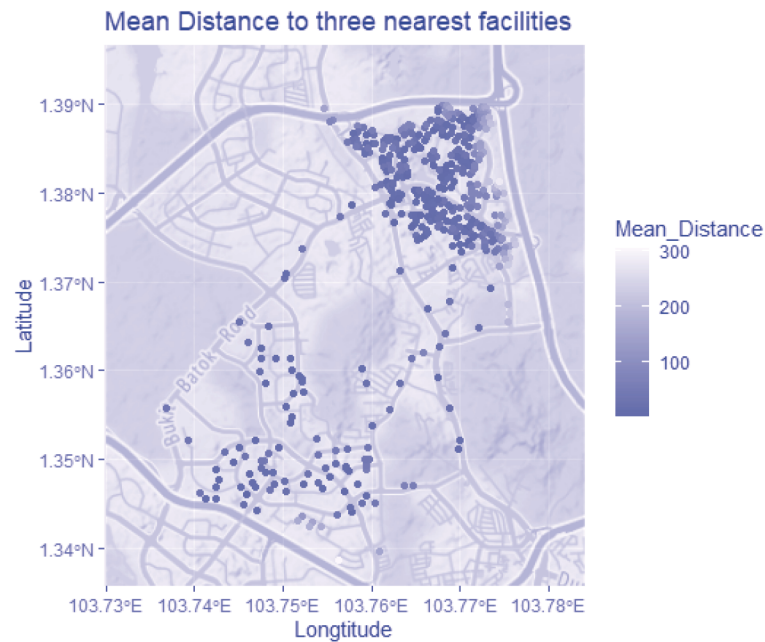 Mean Distance to three nearest facilities
Latitude
1.39°N
1.38°N
1.37°N
1.36°N
1.35°N
1.34°N
Batok Road
103.73°E 103.74°E 103.75°E 103.76°E 103.77°E 103.78°E
Longtitude
Mean_Distance
300
200
100